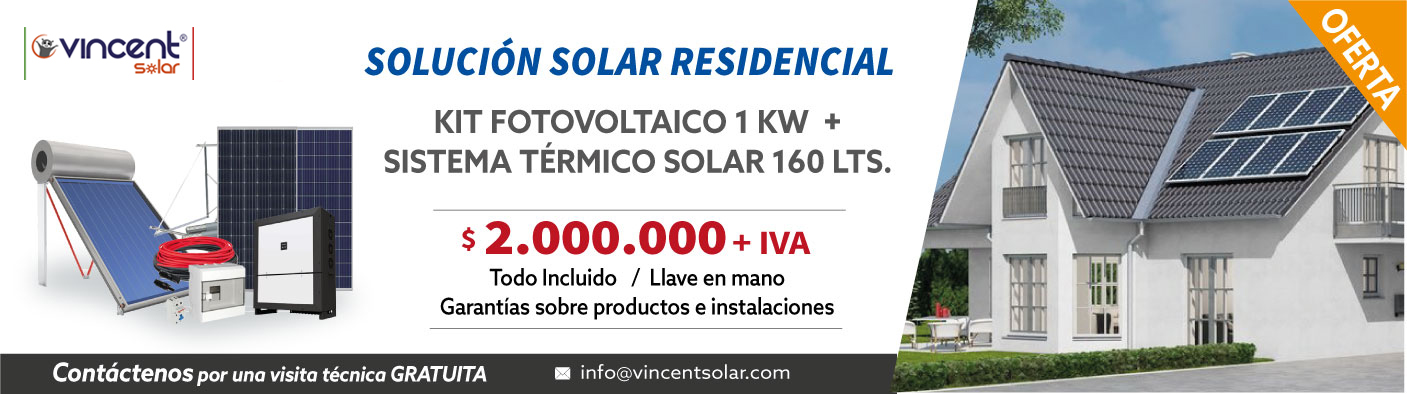 vincent®
solar
SOLUCIÓN SOLAR RESIDENCIAL
KIT FOTOVOLTAICO 1 KW +
SISTEMA TÉRMICO SOLAR 160 LTS.
$ 2.000.000 + IVA
Todo Incluido / Llave en mano
Garantías sobre productos e instalaciones
Contáctenos por una visita técnica GRATUITA
info@vincentsolar.com
OFERTA